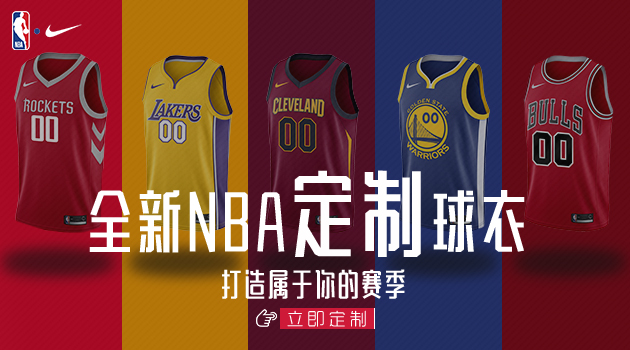 NBA
ROCKETS
00
LAKERS
00
CLEVELAND
00
GOLDEN STATE
00
WARRIORS
BULLS
00
全新NBA定制球衣
打造属于你的赛季
立即定制